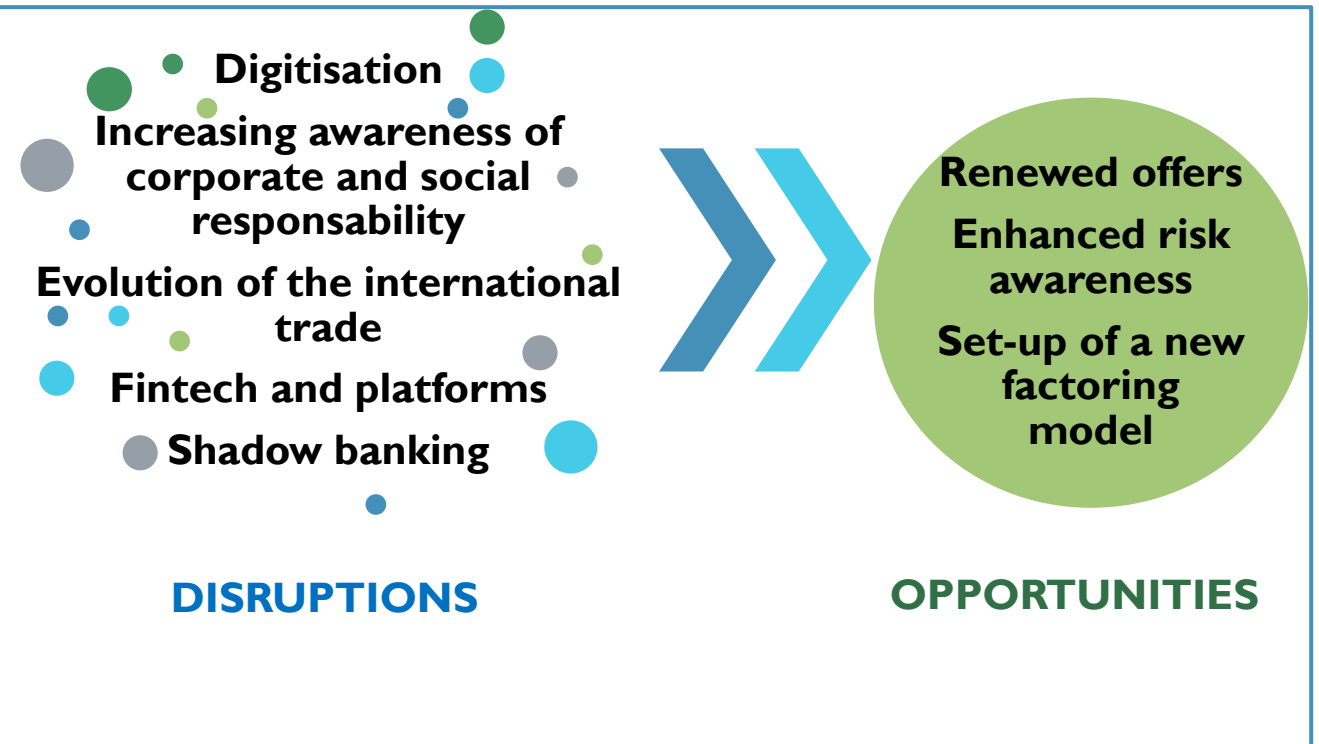 Digitisation
Increasing awareness of
corporate and social
responsability
Evolution of the international
trade
Fintech and platforms
Shadow banking
DISRUPTIONS
Renewed offers
Enhanced risk
awareness
Set-up of a new
factoring
model
OPPORTUNITIES